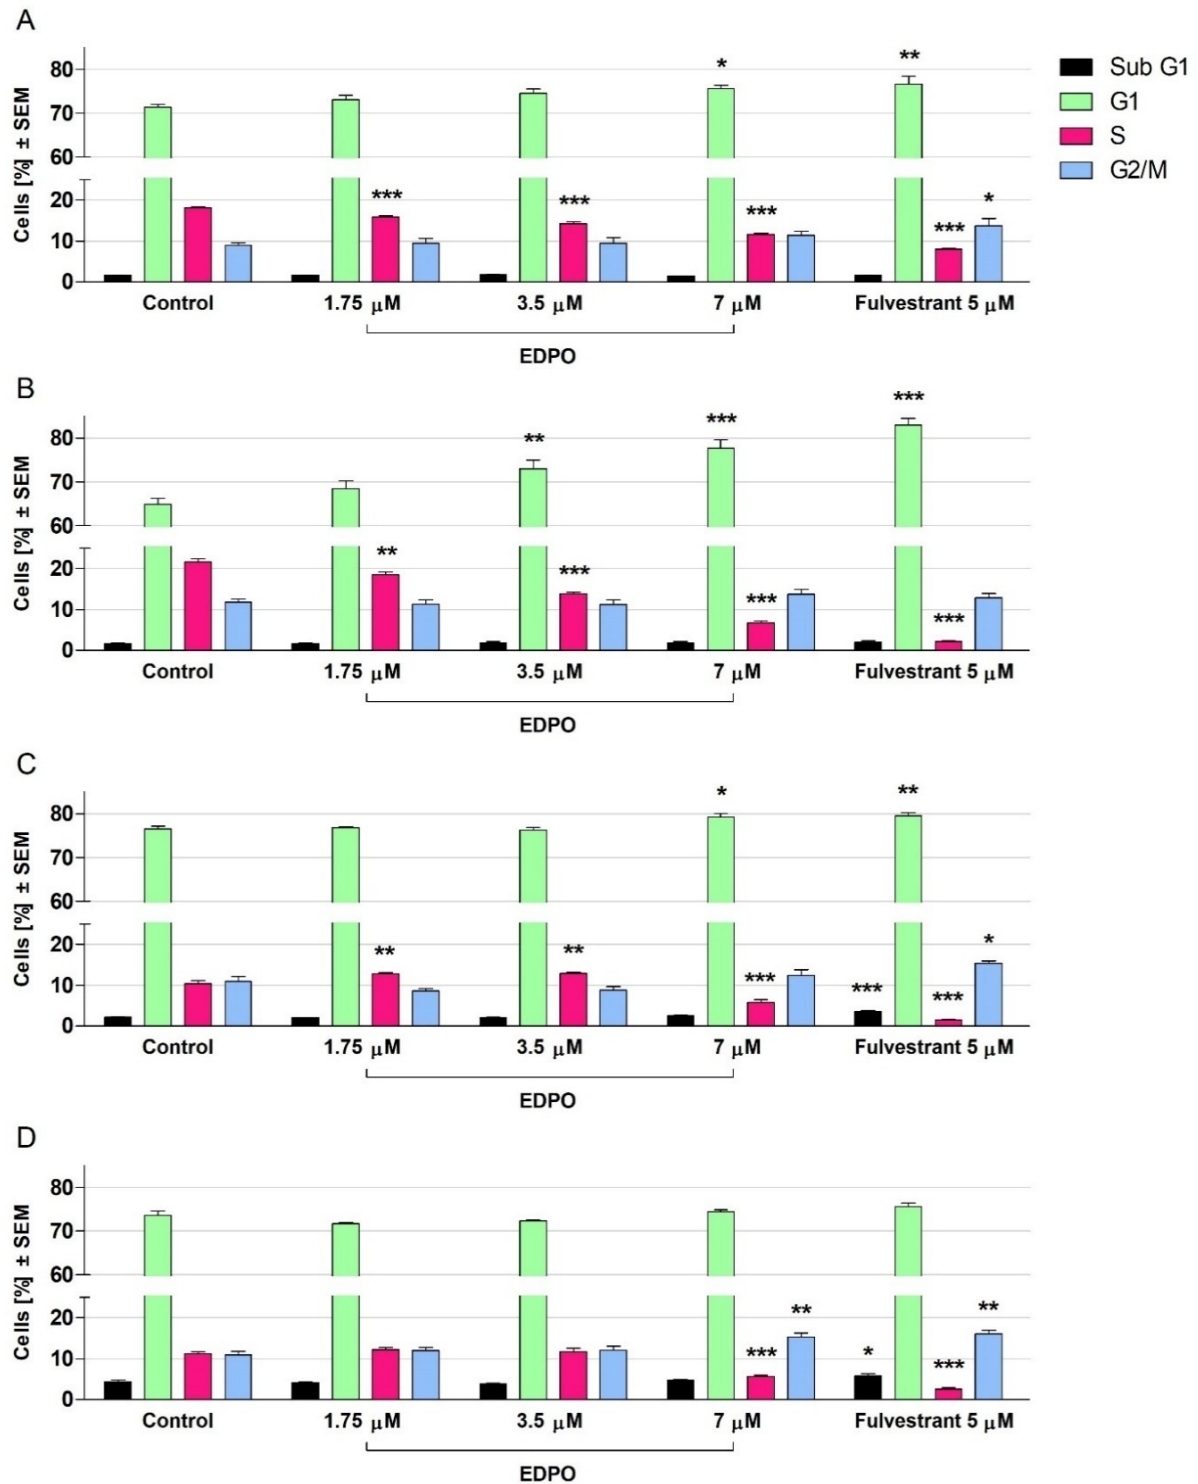 A
Cells [%] ± SEM
80
70
60
20
10
0
*
**
***
***
***
***
*
Control
1.75 μM
3.5 μM
7 μM
Fulvestrant 5 μM
EDPO
Sub G1
G1
S
G2/M
B
Cells [%] ± SEM
80
70
60
20
10
0
**
***
***
**
***
***
***
Control
1.75 μM
3.5 μM
7 μM
Fulvestrant 5 μM
EDPO
C
Cells [%] ± SEM
80
70
60
20
10
0
*
**
**
**
***
***
***
*
Control
1.75 μM
3.5 μM
7 μM
Fulvestrant 5 μM
EDPO
D
Cells [%] ± SEM
80
70
60
20
10
0
***
**
*
***
**
Control
1.75 μM
3.5 μM
7 μM
Fulvestrant 5 μM
EDPO